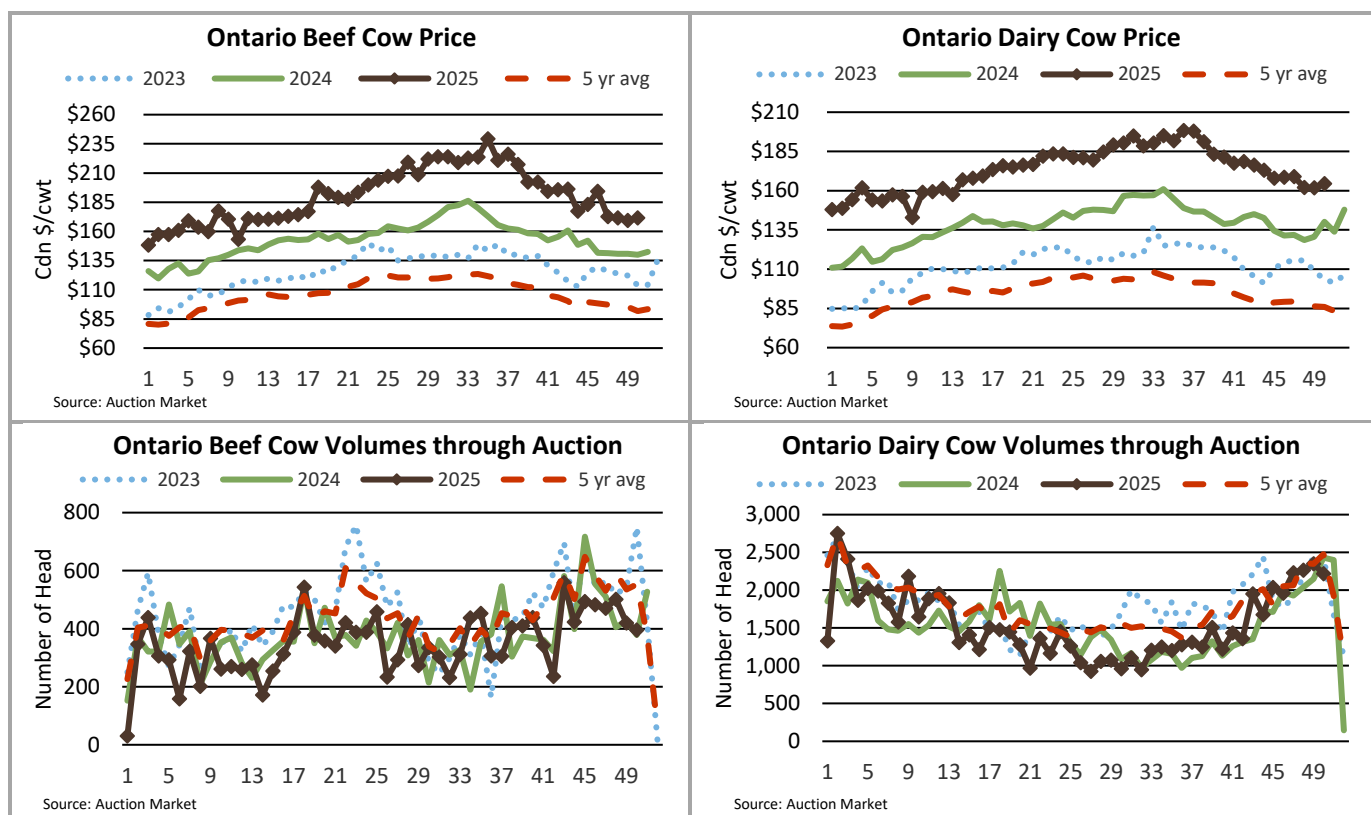 Ontario Beef Cow Price
2023 2024 2025 5 yr avg
Cdn $/cwt
$260
$235
$210
$185
$160
$135
$110
$85
$60
1 5 9 13 17 21 25 29 33 37 41 45 49
Source: Auction Market
Ontario Dairy Cow Price
2023 2024 2025 5 yr avg
$210
$185
$160
$135
$110
$85
$60
1 5 9 13 17 21 25 29 33 37 41 45 49
Source: Auction Market
Ontario Beef Cow Volumes through Auction
2023 2024 2025 5 yr avg
Number of Head
800
600
400
200
0
1 5 9 13 17 21 25 29 33 37 41 45 49
Source: Auction Market
Ontario Dairy Cow Volumes through Auction
2023 2024 2025 5 yr avg
Number of Head
3,000
2,500
2,000
1,500
1,000
500
0
1 5 9 13 17 21 25 29 33 37 41 45 49
Source: Auction Market